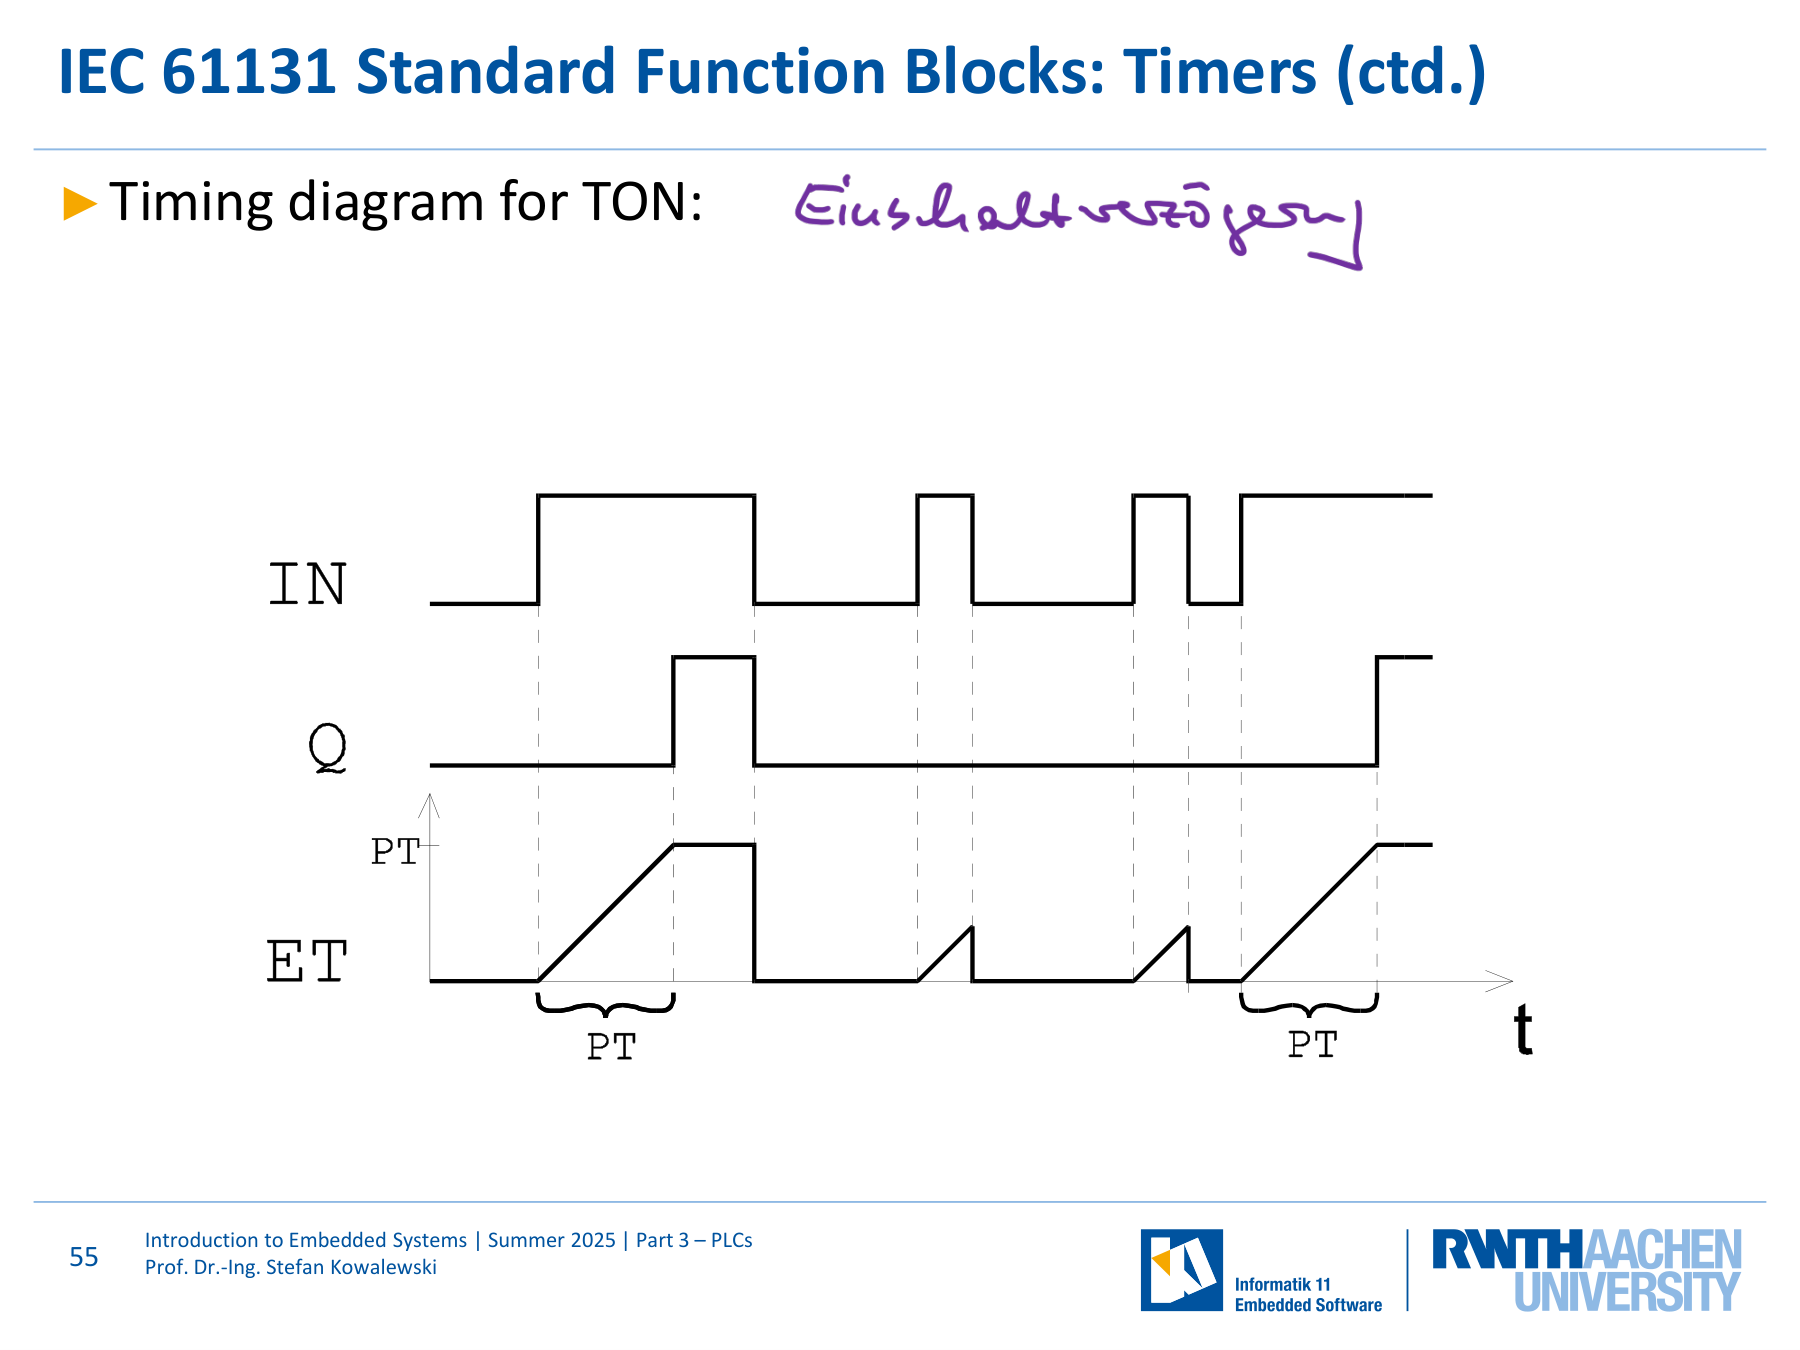 IEC 61131 Standard Function Blocks: Timers (ctd.)
► Timing diagram for TON: Einschaltverzögerung
IN
Q
PT
ET
PT
PT
t
55
Introduction to Embedded Systems | Summer 2025 | Part 3 – PLCs
Prof. Dr.-Ing. Stefan Kowalewski
Informatik 11
Embedded Software
RWTHAACHEN
UNIVERSITY